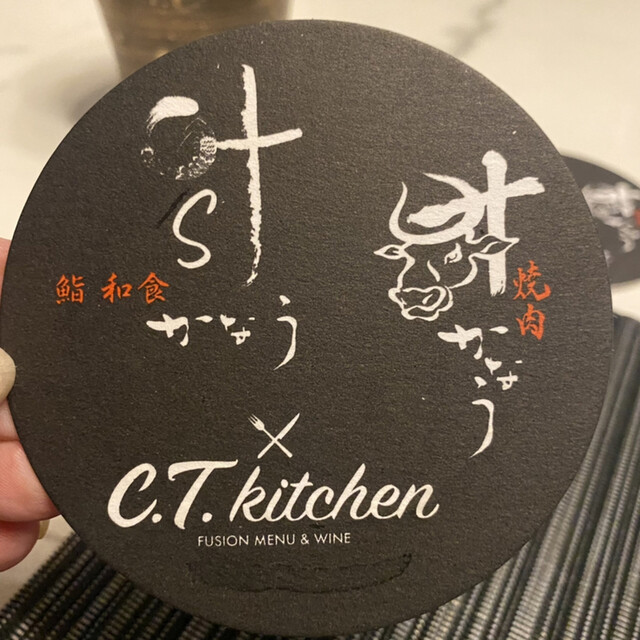 叶
S
鮨 和食
かなう
叶
焼肉
かなう
C.T. kitchen
FUSION MENU & WINE